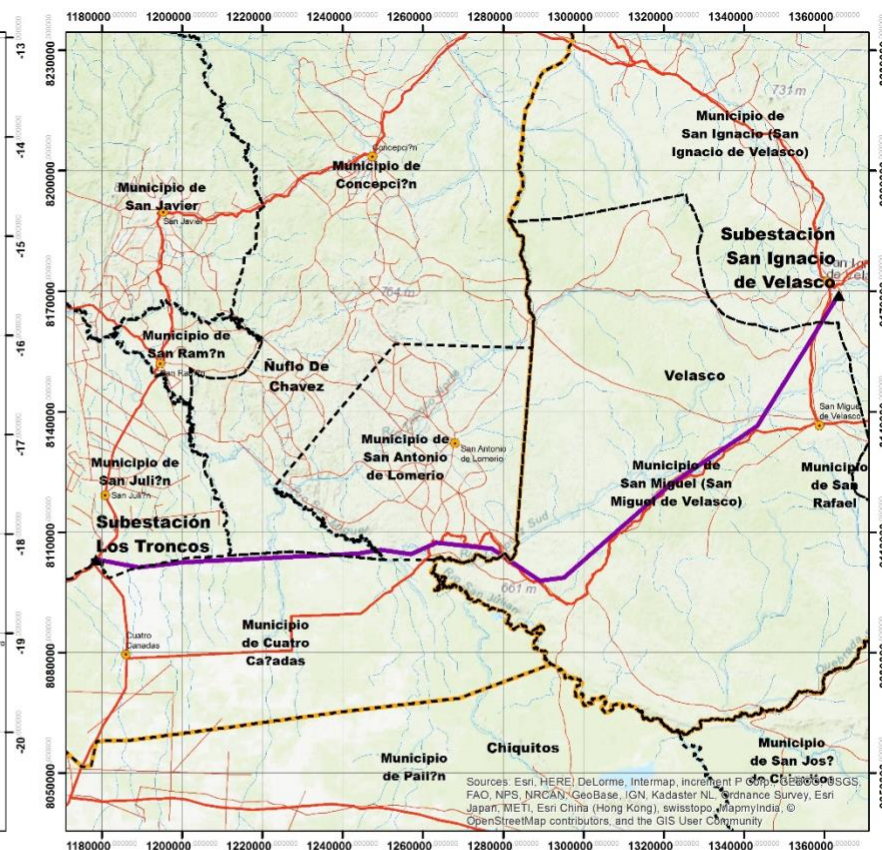 1180000 1200000 1220000 1240000 1260000 1280000 1300000 1320000 1340000 1360000
-13
-14
-15
-16
-17
-18
-19
-20
8230000
8200000
8170000
8140000
8110000
8080000
8050000
731 m
Municipio de
San Ignacio (San
Ignacio de Velasco)
Concepci?n
Municipio de
Concepci?n
Municipio de
San Javier
San Javier
Subestación
San Ignacio
de Velasco
764 m
Municipio de
San Ram?n
San Ram?n
Ñuflo De
Chavez
Velasco
San Miguel
de Velasco
Municipio de
San Antonio
de Lomerio
San Antonio
de Lomerio
Municipio de
San Juli?n
San Juli?n
Municipio de
San Miguel (San
Miguel de Velasco)
Municipio
de San
Rafael
Subestación
Los Troncos
Sud
661 m
Cuatro
Canadas
Municipio
de Cuatro
Ca?adas
Municipio
de Pail?n
Chiquitos
Municipio
de San Jos?
de Chiquitos
Sources: Esri, HERE, DeLorme, Intermap, increment P Corp., GEBCO, USGS,
FAO, NPS, NRCAN, GeoBase, IGN, Kadaster NL, Ordnance Survey, Esri
Japan, METI, Esri China (Hong Kong), swisstopo, MapmyIndia, ©
OpenStreetMap contributors, and the GIS User Community
1180000 1200000 1220000 1240000 1260000 1280000 1300000 1320000 1340000 1360000